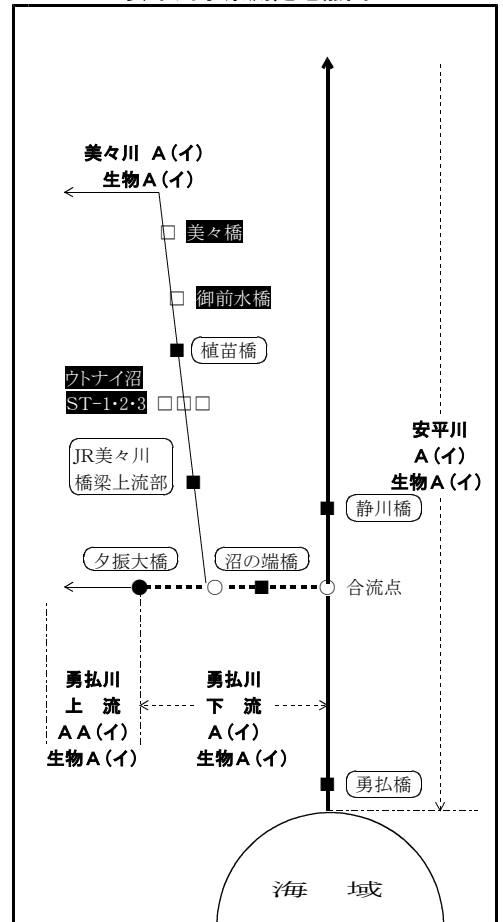 美々川 A(イ)
生物A(イ)
美々橋
御前水橋
植苗橋
ウトナイ沼
ST-1・2・3
JR美々川
橋梁上流部
安平川
A(イ)
生物A(イ)
静川橋
夕振大橋
沼の端橋
合流点
勇払川
上 流
AA(イ)
生物A(イ)
勇払川
下 流
A(イ)
生物A(イ)
勇払橋
海 域